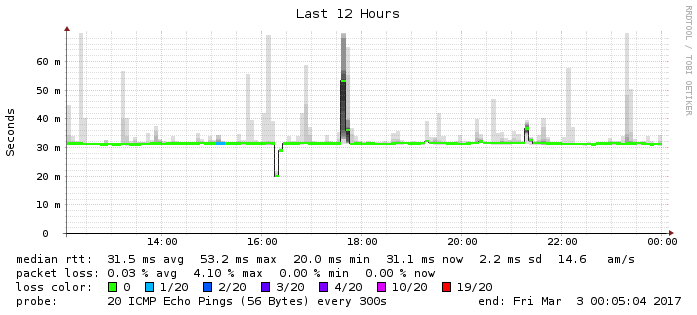 Last 12 Hours
RRDTOOL / TOBI OETIKER
Seconds
60 m
50 m
40 m
30 m
20 m
10 m
0
14:00 16:00 18:00 20:00 22:00 00:00
median rtt: 31.5 ms avg 53.2 ms max 20.0 ms min 31.1 ms now 2.2 ms sd 14.6 am/s
packet loss: 0.03 % avg 4.10 % max 0.00 % min 0.00 % now
loss color: 0 1/20 2/20 3/20 4/20 10/20 19/20
probe: 20 ICMP Echo Pings (56 Bytes) every 300s end: Fri Mar 3 00:05:04 2017